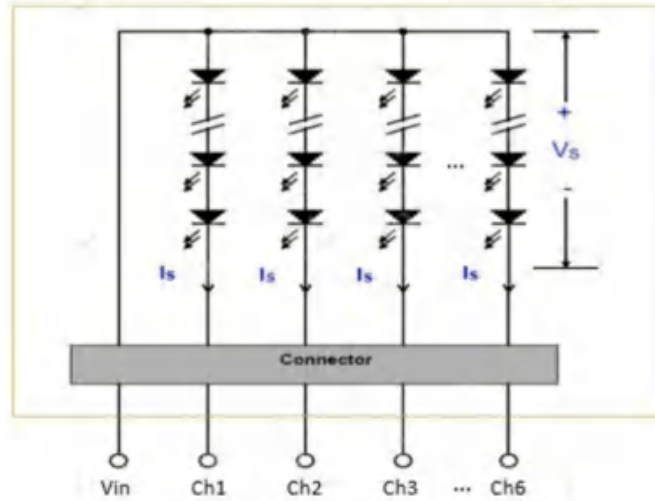 +
Vs
...
-
Is Is Is Is
Connector
Vin Ch1 Ch2 Ch3 ... Ch6